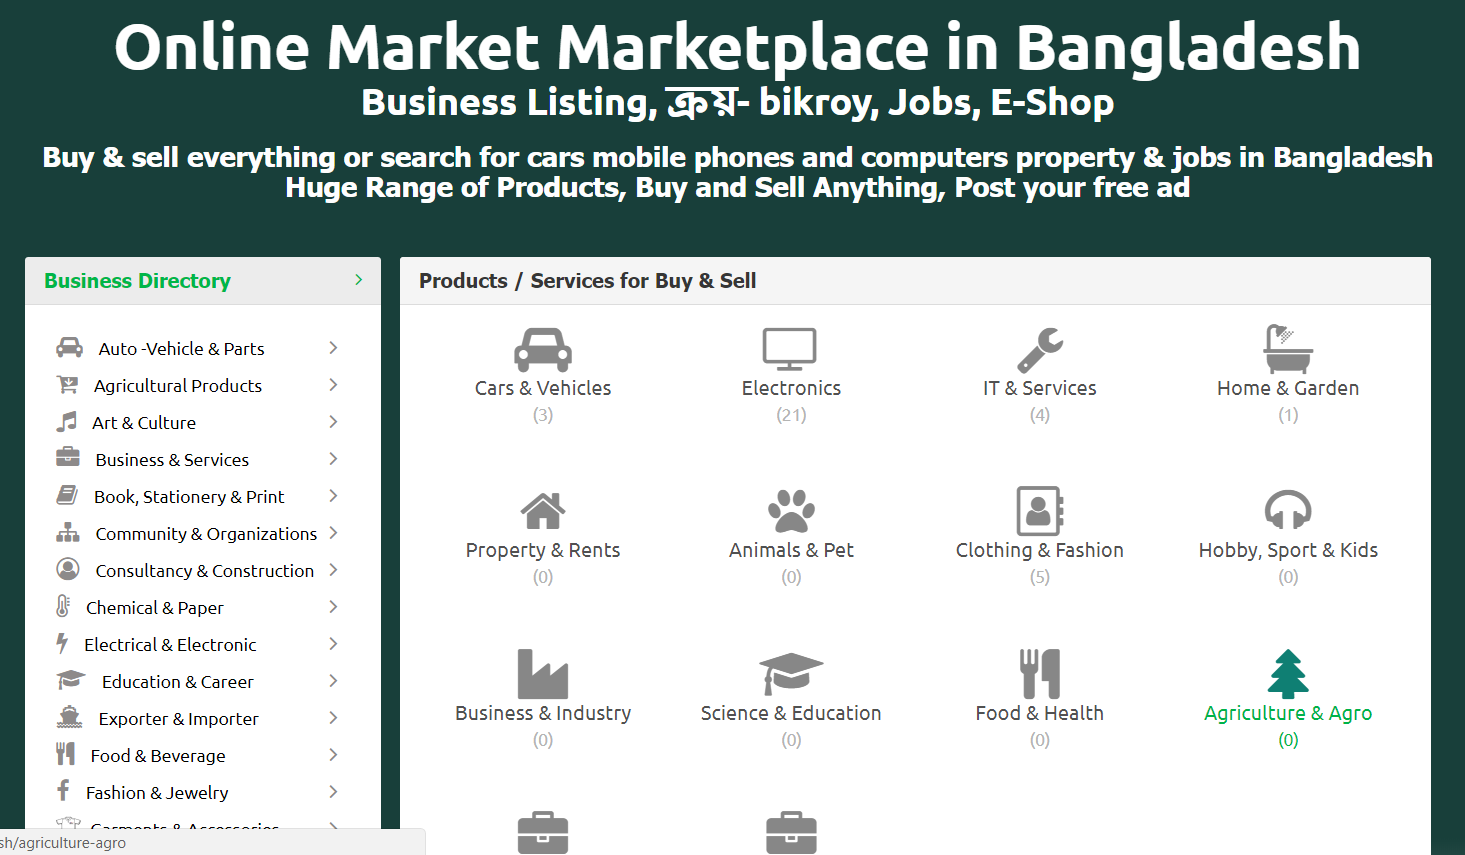 Online Market Marketplace in Bangladesh
Business Listing, ক্রয়- bikroy, Jobs, E-Shop
Buy & sell everything or search for cars mobile phones and computers property & jobs in Bangladesh
Huge Range of Products, Buy and Sell Anything, Post your free ad
Business Directory
Auto -Vehicle & Parts
Agricultural Products
Art & Culture
Business & Services
Book, Stationery & Print
Community & Organizations
Consultancy & Construction
Chemical & Paper
Electrical & Electronic
Education & Career
Exporter & Importer
Food & Beverage
Fashion & Jewelry
Garments & Accessories
sh/agriculture-agro
Products / Services for Buy & Sell
Cars & Vehicles
(3)
Electronics
(21)
IT & Services
(4)
Home & Garden
(1)
Property & Rents
(0)
Animals & Pet
(0)
Clothing & Fashion
(5)
Hobby, Sport & Kids
(0)
Business & Industry
(0)
Science & Education
(0)
Food & Health
(0)
Agriculture & Agro
(0)